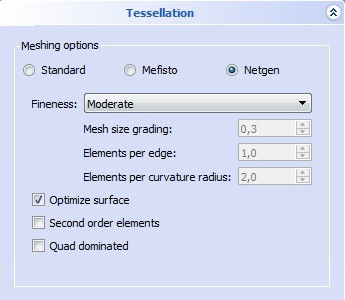 Tessellation
Meshing options
Standard Mefisto Netgen
Fineness: Moderate
Mesh size grading: 0,3
Elements per edge: 1,0
Elements per curvature radius: 2,0
Optimize surface
Second order elements
Quad dominated